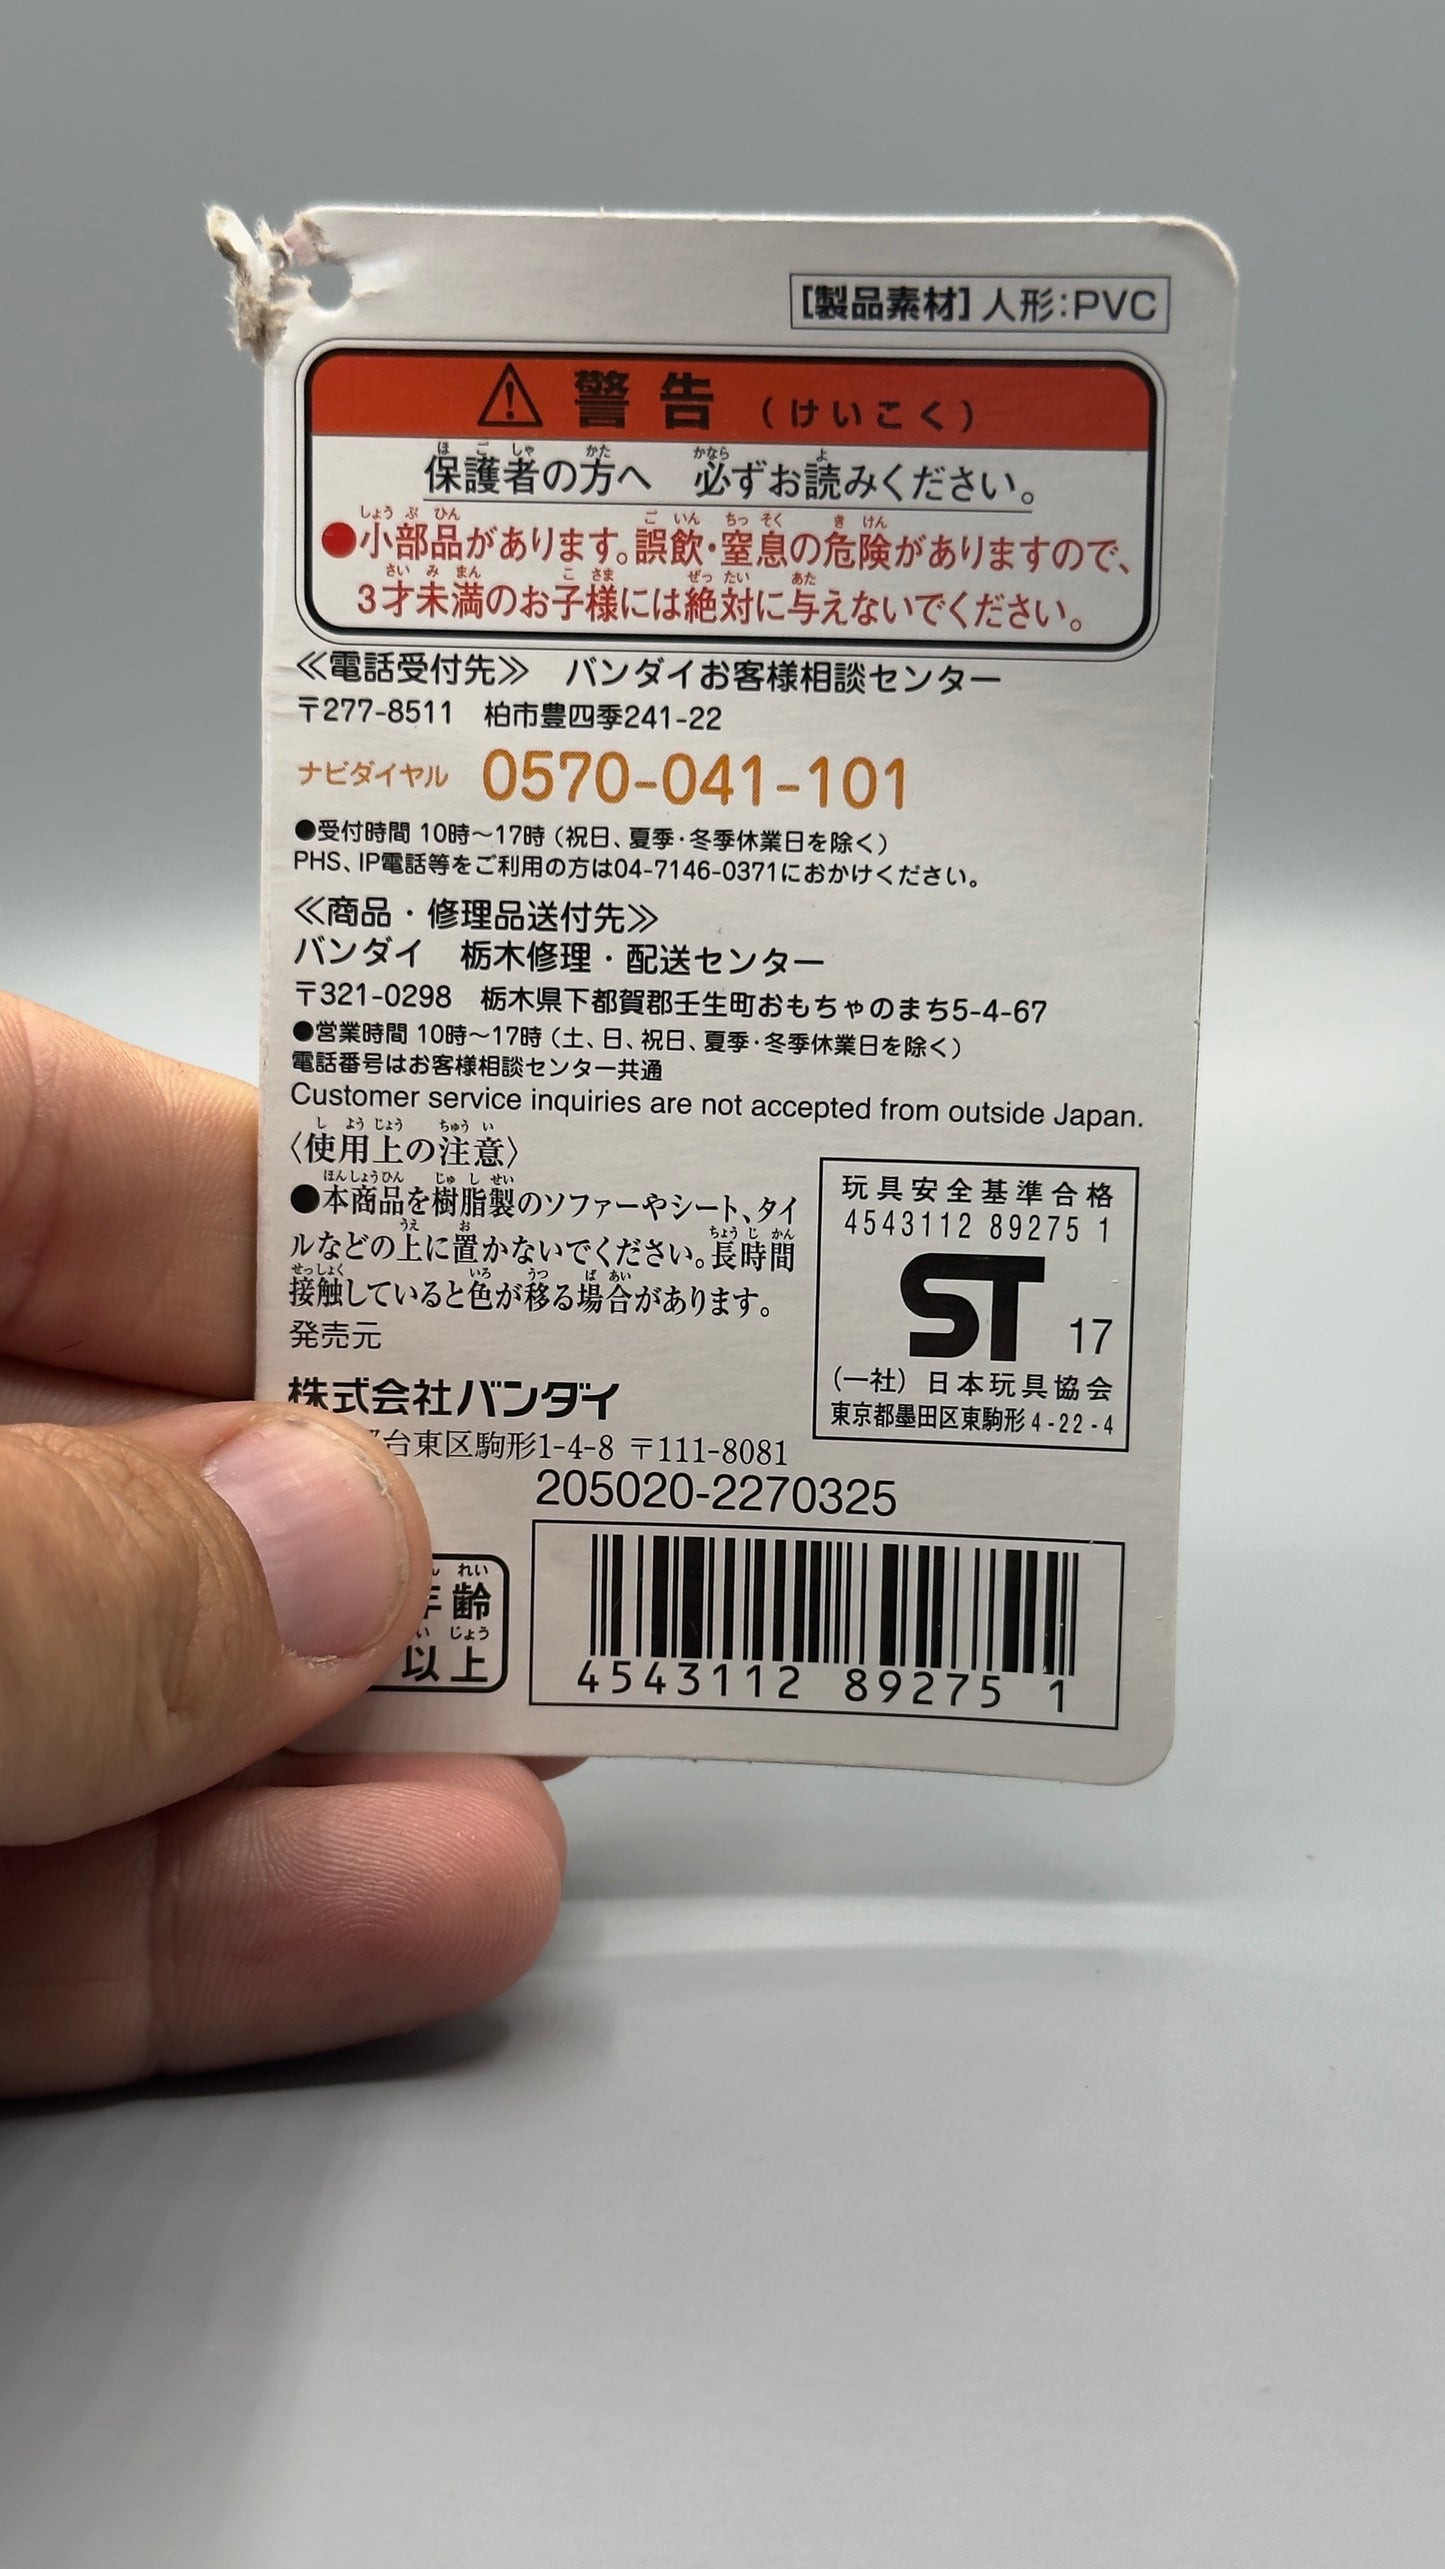 [製品素材] 人形:PVC
警告 (けいこく)
保護者の方へ 必ずお読みください。
●小部品があります。誤飲・窒息の危険がありますので、
3才未満のお子様には絶対に与えないでください。
≪電話受付先≫ バンダイお客様相談センター
〒277-8511 柏市豊四季241-22
ナビダイヤル 0570-041-101
●受付時間 10時〜17時（祝日、夏季・冬季休業日を除く）
PHS、IP電話等をご利用の方は04-7146-0371におかけください。
≪商品・修理品送付先≫
バンダイ 栃木修理・配送センター
〒321-0298 栃木県下都賀郡壬生町おもちゃのまち5-4-67
●営業時間 10時〜17時（土、日、祝日、夏季・冬季休業日を除く）
電話番号はお客様相談センター共通
Customer service inquiries are not accepted from outside Japan.
〈使用上の注意〉
●本商品を樹脂製のソファーやシート、タイ
ルなどの上に置かないでください。長時間
接触していると色が移る場合があります。
発売元
株式会社バンダイ
台東区駒形1-4-8 〒111-8081
玩具安全基準合格
4543112 89275 1
ST 17
(一社) 日本玩具協会
東京都墨田区東駒形4-22-4
205020-2270325
齢
以上
4543112 89275 1